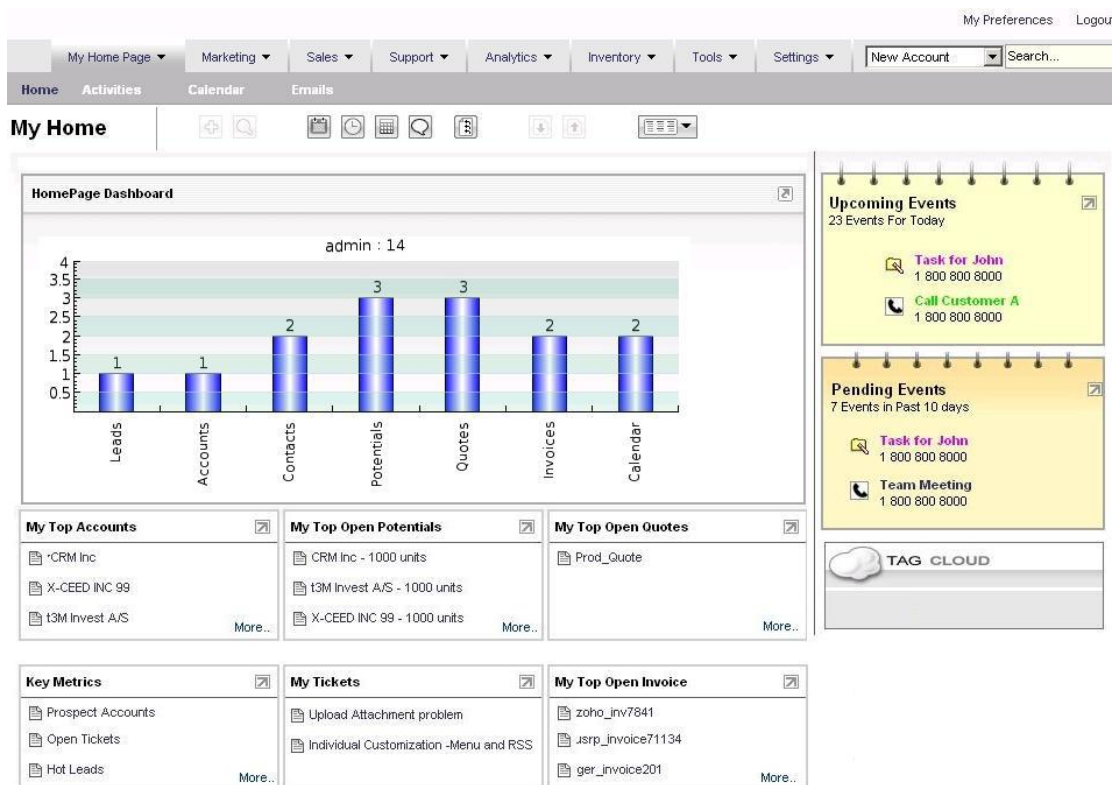 My Preferences Logou
My Home Page Marketing Sales Support Analytics Inventory Tools Settings New Account Search...
Home Activities Calendar Emails
My Home
HomePage Dashboard
admin : 14
4
3.5
3
2.5
2
1.5
1
0.5
1 1 2 3 3 2 2
Leads Accounts Contacts Potentials Quotes Invoices Calendar
Upcoming Events
23 Events For Today
Task for John
1 800 800 8000
Call Customer A
1 800 800 8000
Pending Events
7 Events in Past 10 days
Task for John
1 800 800 8000
Team Meeting
1 800 800 8000
TAG CLOUD
My Top Accounts
CRM Inc
X-CEED INC 99
t3M Invest A/S
More..
My Top Open Potentials
CRM Inc - 1000 units
t3M Invest A/S - 1000 units
X-CEED INC 99 - 1000 units
More..
My Top Open Quotes
Prod_Quote
More..
Key Metrics
Prospect Accounts
Open Tickets
Hot Leads
More..
My Tickets
Upload Attachment problem
Individual Customization -Menu and RSS
My Top Open Invoice
zoho_inv7841
usrp_invoice71134
ger_invoice201
More..